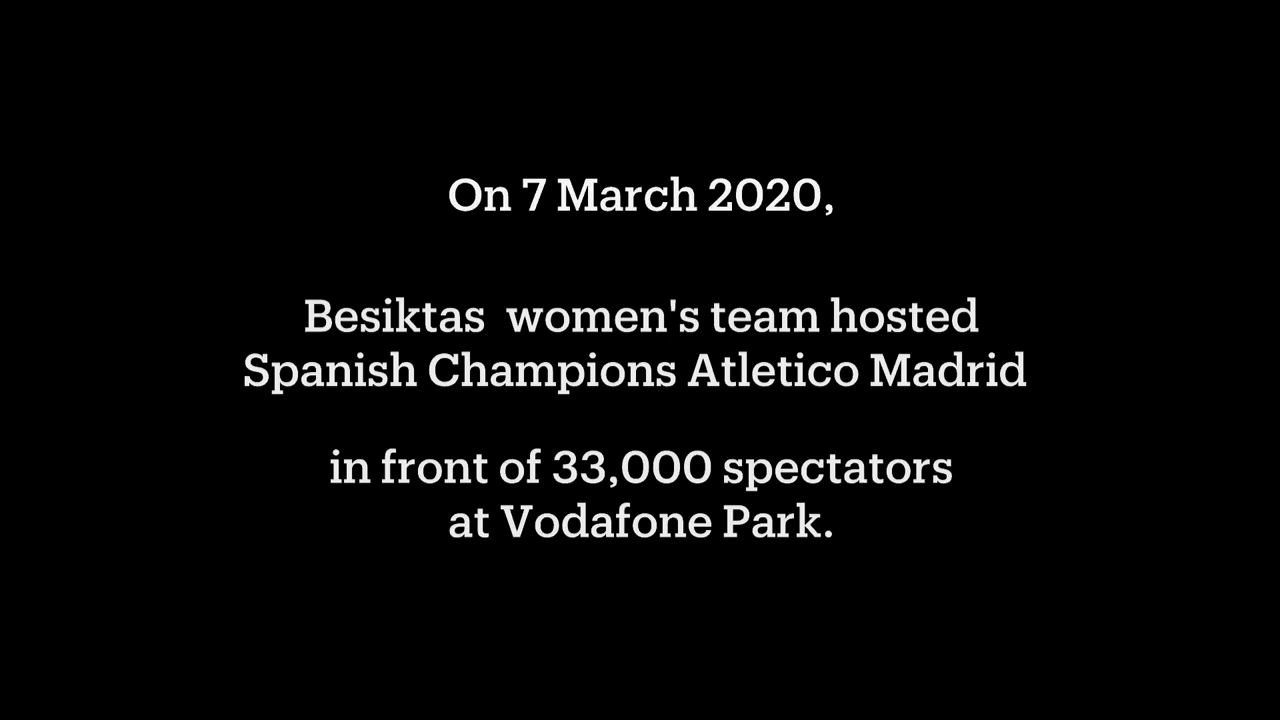 On 7 March 2020,
Besiktas  women's team hosted
Spanish Champions Atletico Madrid
in front of 33,000 spectators
at Vodafone Park.